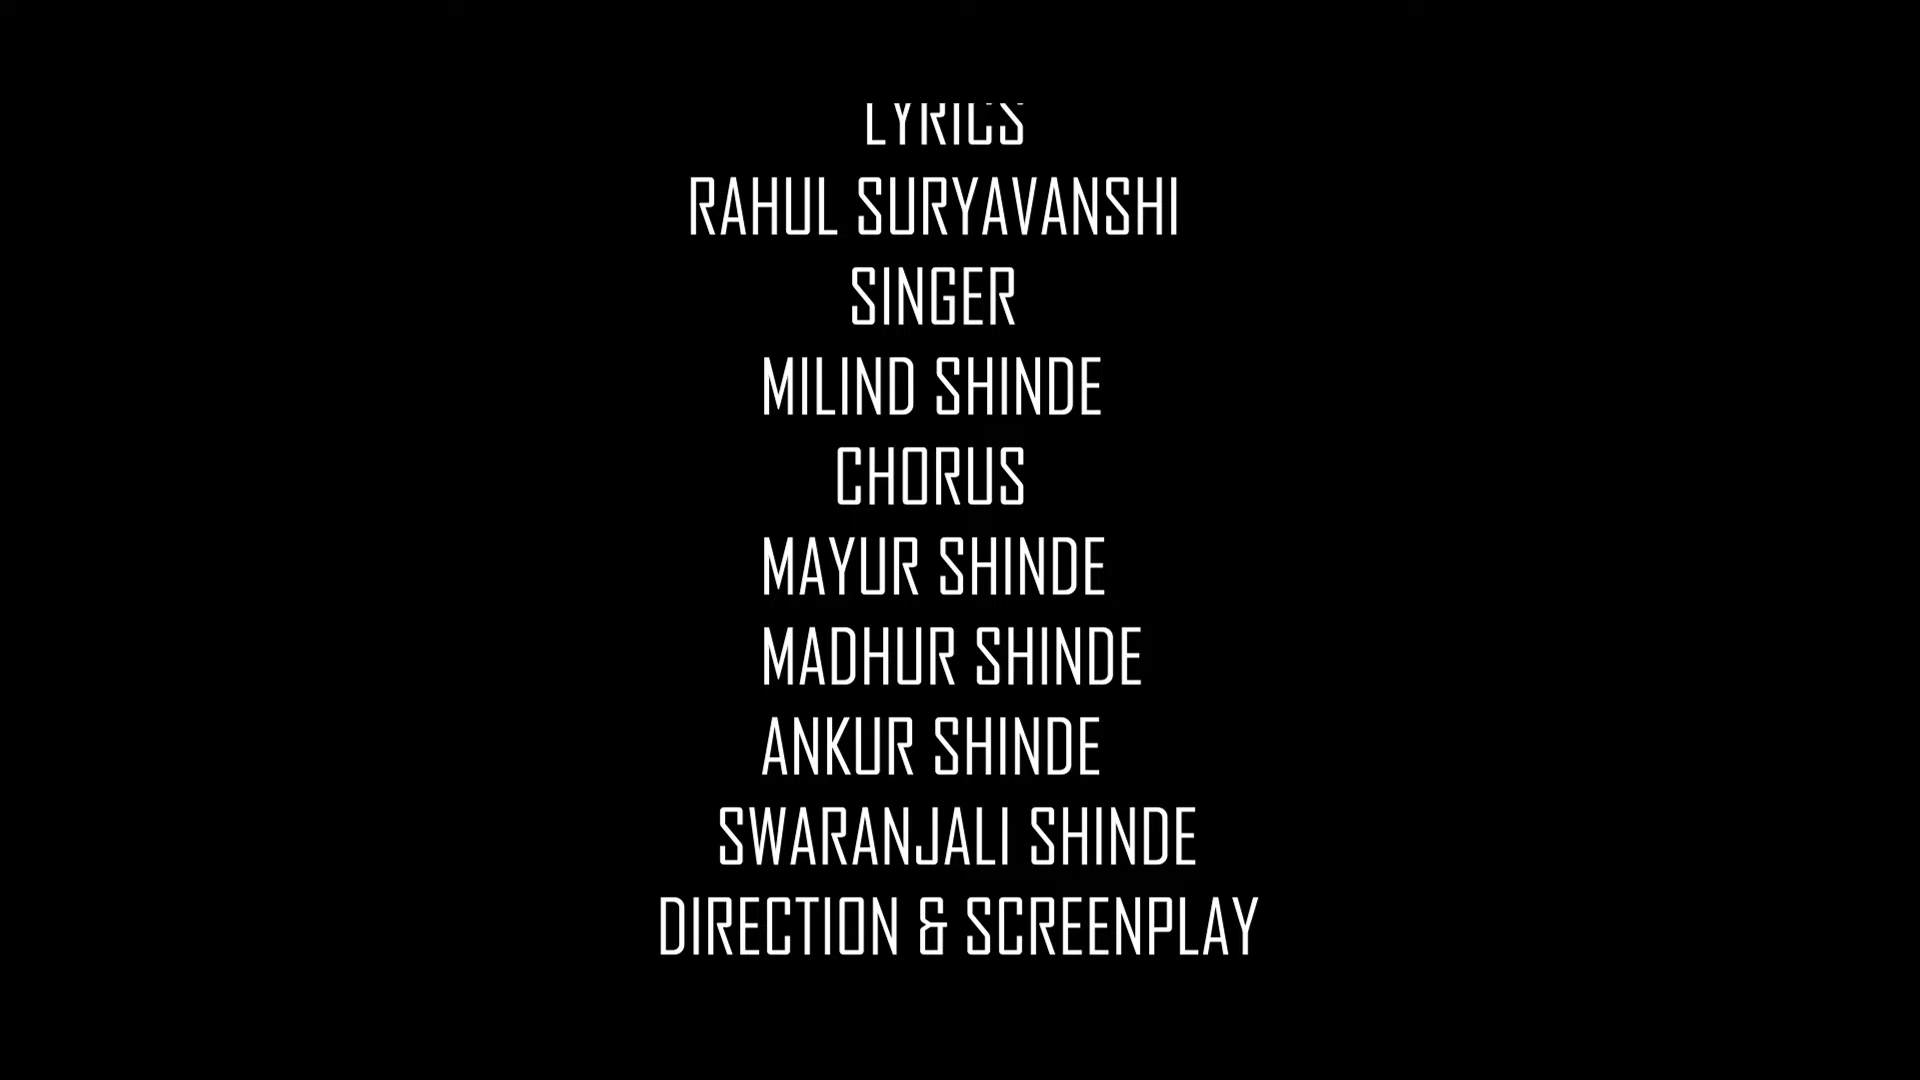 LYRICS
RAHUL SURYAVANSHI
SINGER
MILIND SHINDE
CHORUS
MAYUR SHINDE
MADHUR SHINDE
ANKUR SHINDE
SWARANJALI SHINDE
DIRECTION & SCREENPLAY